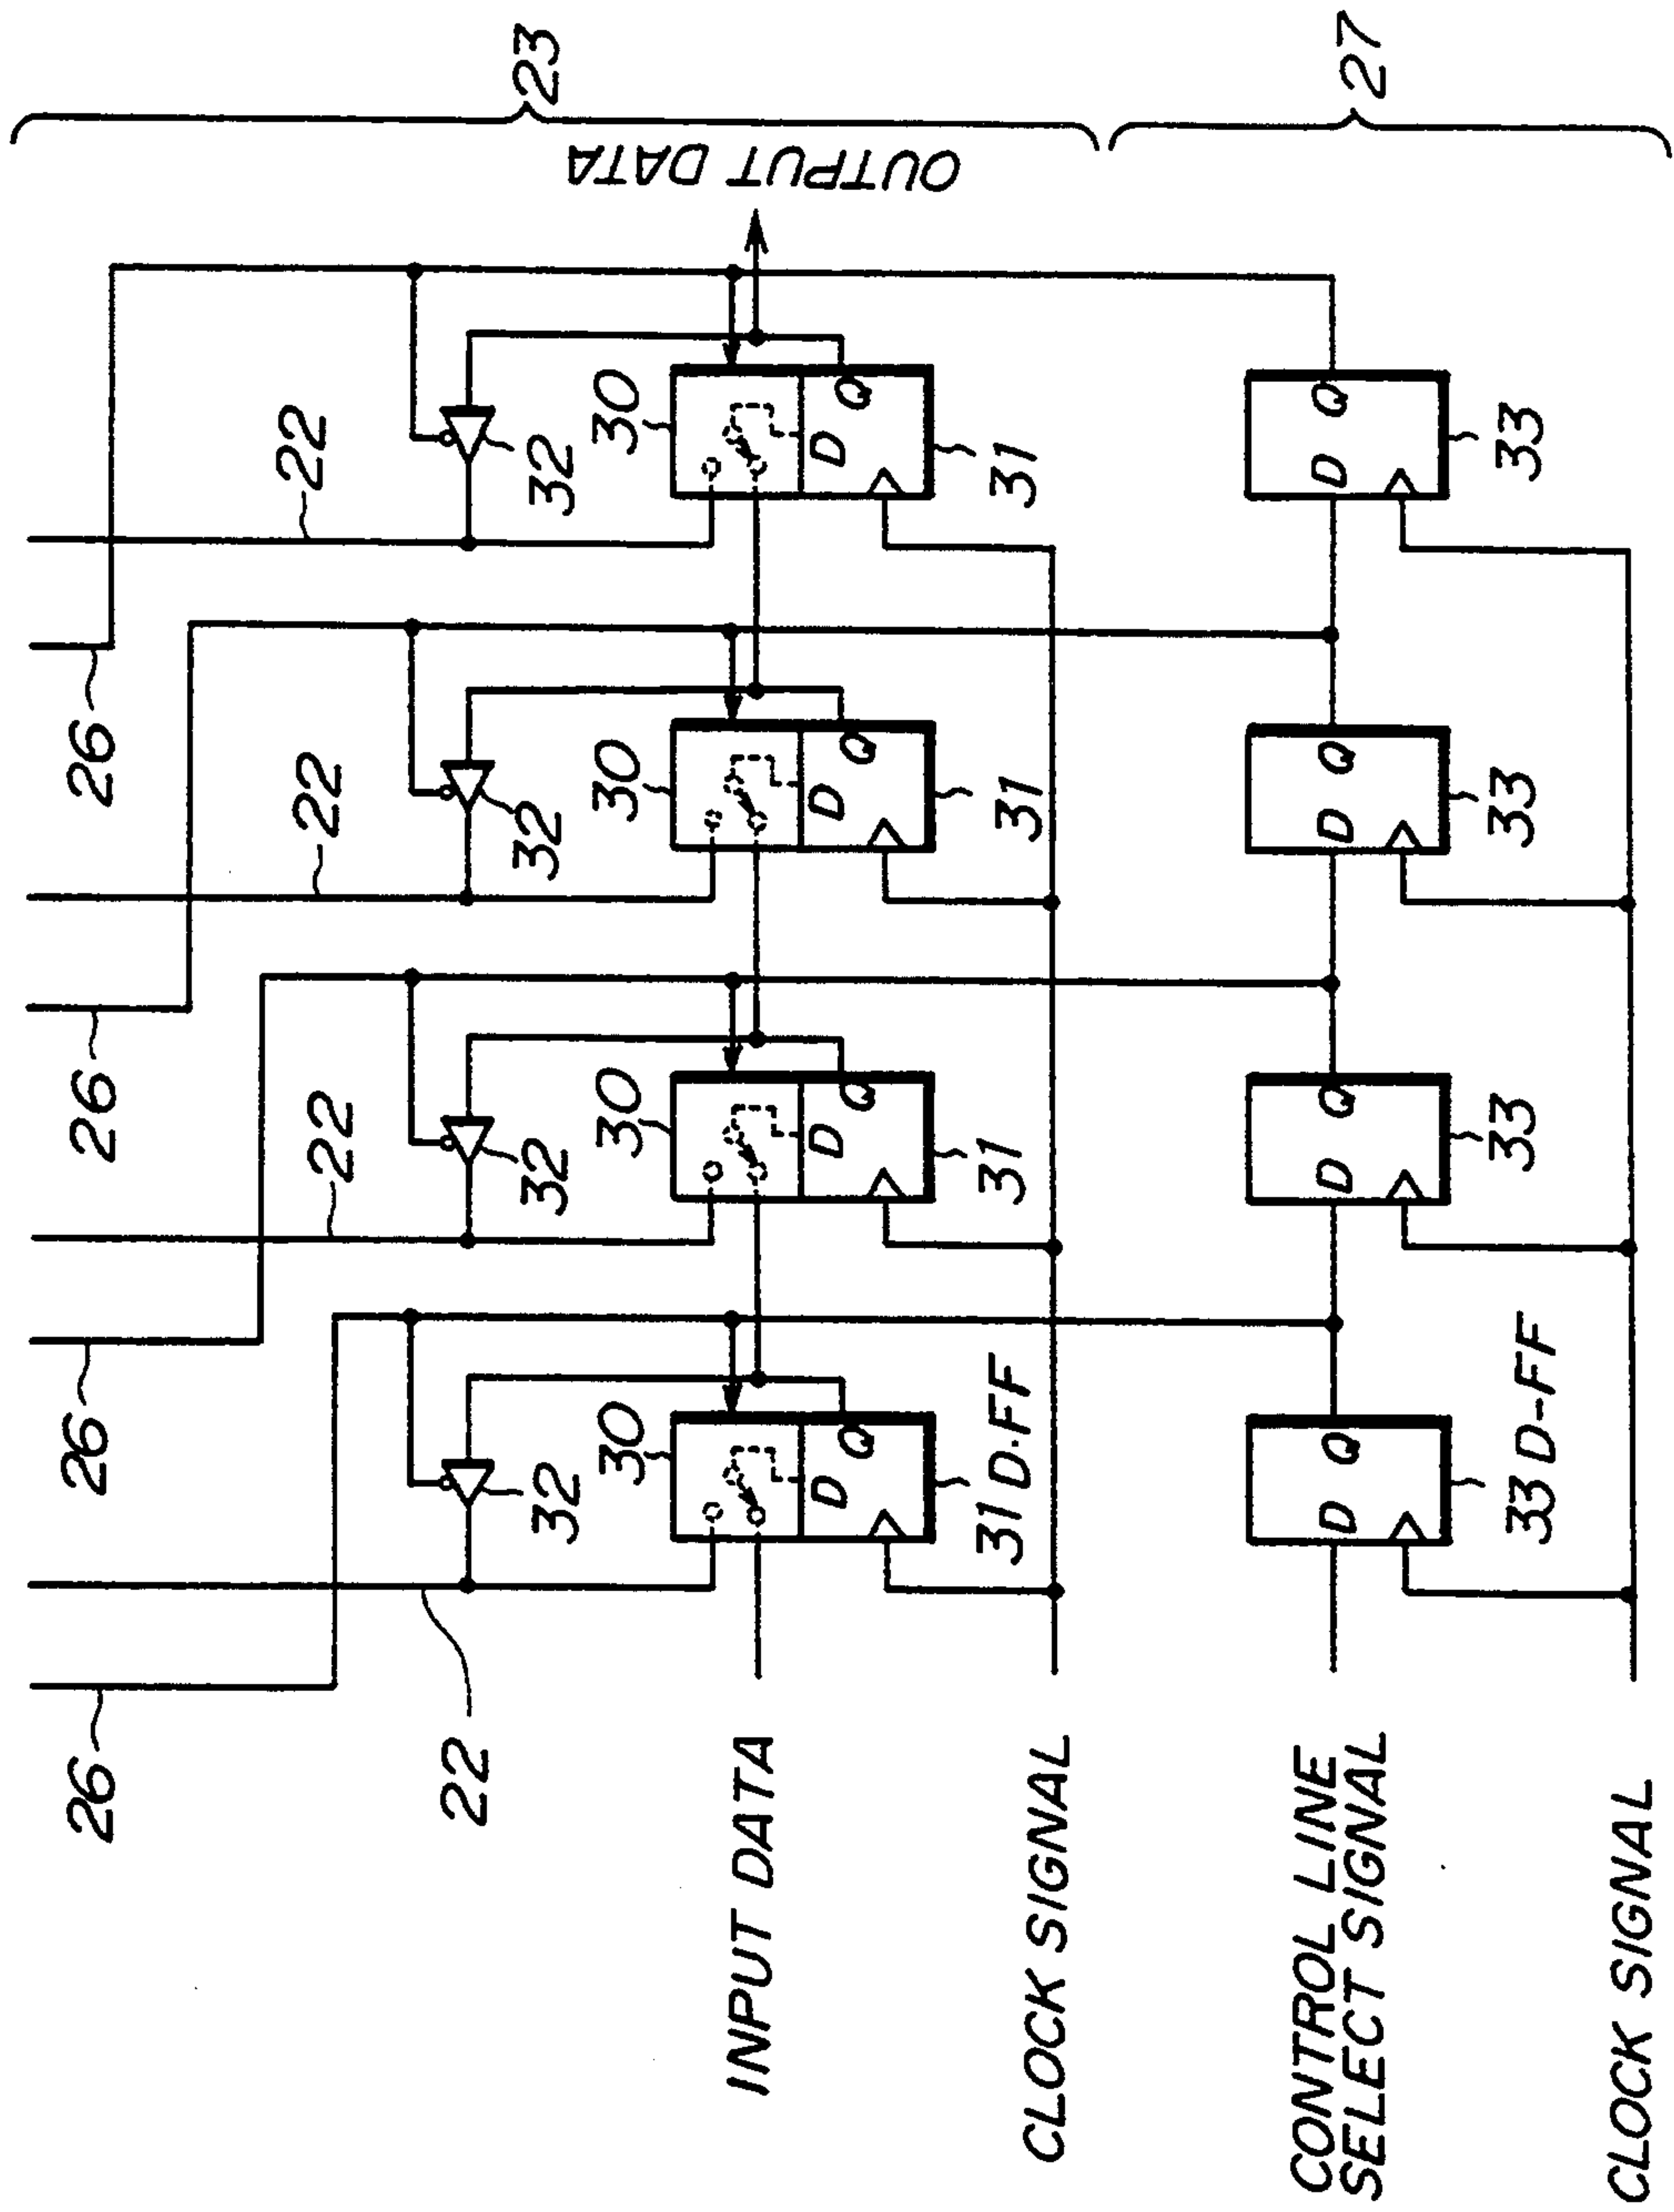 26
26
26
26
22
22
22
22
23
32
32
32
32
30
30
30
30
INPUT DATA
OUTPUT DATA
D Q
D Q
D Q
D Q
31 D·FF
31
31
31
CLOCK SIGNAL
27
CONTROL LINE
SELECT SIGNAL
D Q
D Q
D Q
D Q
33 D-FF
33
33
33
CLOCK SIGNAL